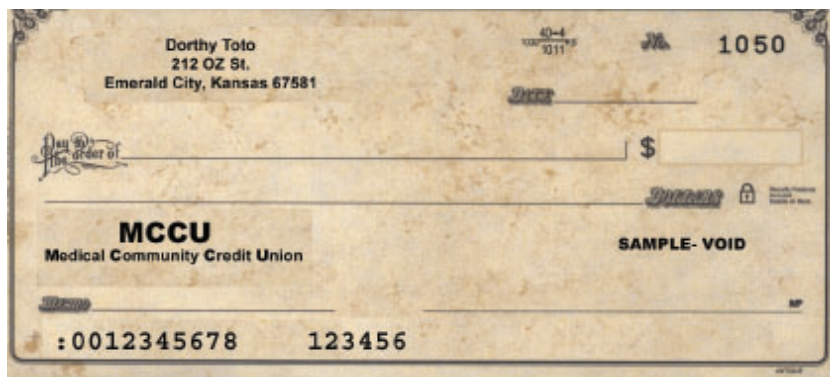 Dorthy Toto
212 OZ St.
Emerald City, Kansas 67581
40-4
1011
No. 1050
Date
Pay to
the order of
$
Dollars
MCCU
Medical Community Credit Union
SAMPLE- VOID
Memo
MP
:0012345678 123456